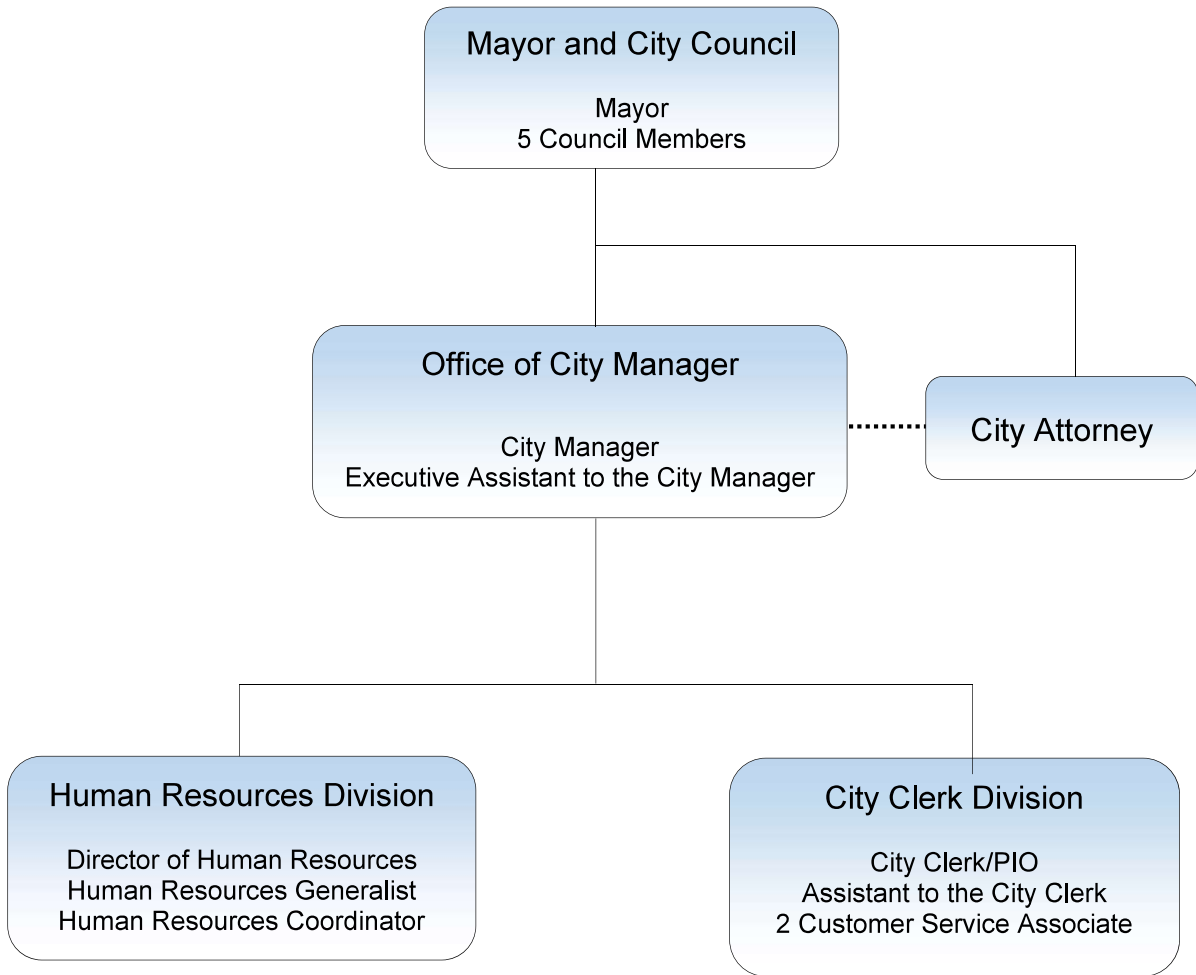 Mayor and City Council
Mayor
5 Council Members
Office of City Manager
City Manager
Executive Assistant to the City Manager
City Attorney
Human Resources Division
Director of Human Resources
Human Resources Generalist
Human Resources Coordinator
City Clerk Division
City Clerk/PIO
Assistant to the City Clerk
2 Customer Service Associate